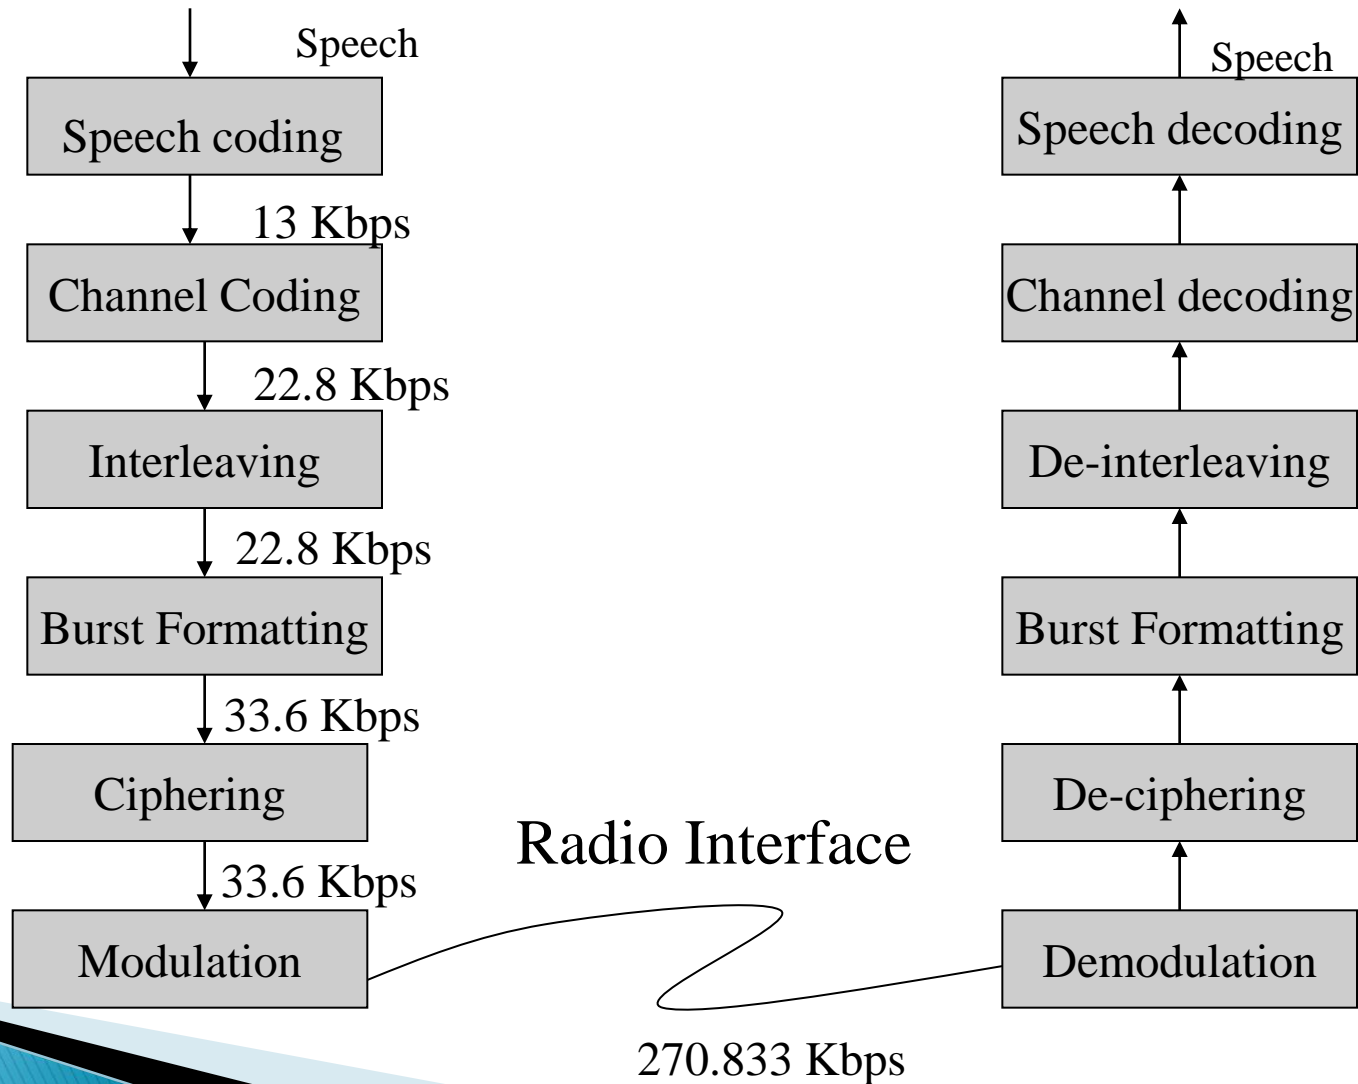 Speech
Speech coding
13 Kbps
Channel Coding
22.8 Kbps
Interleaving
22.8 Kbps
Burst Formatting
33.6 Kbps
Ciphering
33.6 Kbps
Modulation
Radio Interface
270.833 Kbps
Speech
Speech decoding
Channel decoding
De-interleaving
Burst Formatting
De-ciphering
Demodulation